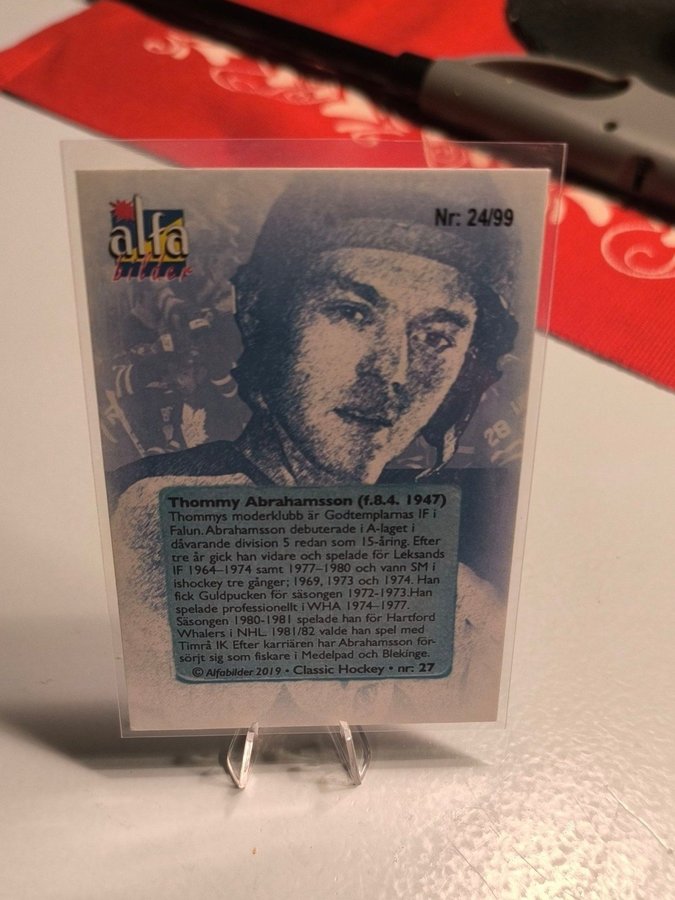 alfa
bilder
Nr: 24/99
28
Thommy Abrahamsson (f.8.4. 1947)
Thommys moderklubb är Godtemplarnas IF i
Falun. Abrahamsson debuterade i A-laget i
dåvarande division 5 redan som 15-åring. Efter
tre år gick han vidare och spelade för Leksands
IF 1964–1974 samt 1977–1980 och vann SM i
ishockey tre gånger; 1969, 1973 och 1974. Han
fick Guldpucken för säsongen 1972-1973.Han
spelade professionellt i WHA 1974–1977.
Säsongen 1980-1981 spelade han för Hartford
Whalers i NHL. 1981/82 valde han spel med
Timrå IK. Efter karriären har Abrahamsson för-
sörjt sig som fiskare i Medelpad och Blekinge.
© Alfabilder 2019 • Classic Hockey • nr: 27